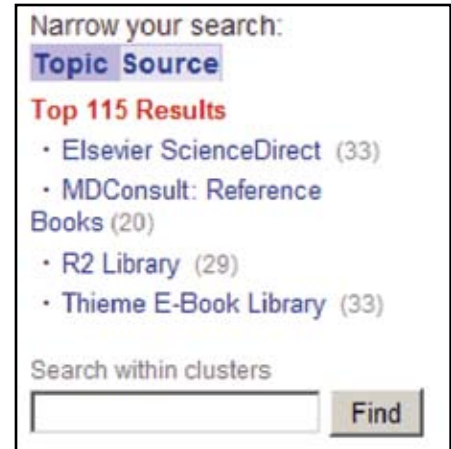 Narrow your search:
Topic Source
Top 115 Results
· Elsevier ScienceDirect (33)
· MDConsult: Reference
Books (20)
· R2 Library (29)
· Thieme E-Book Library (33)
Search within clusters
Find